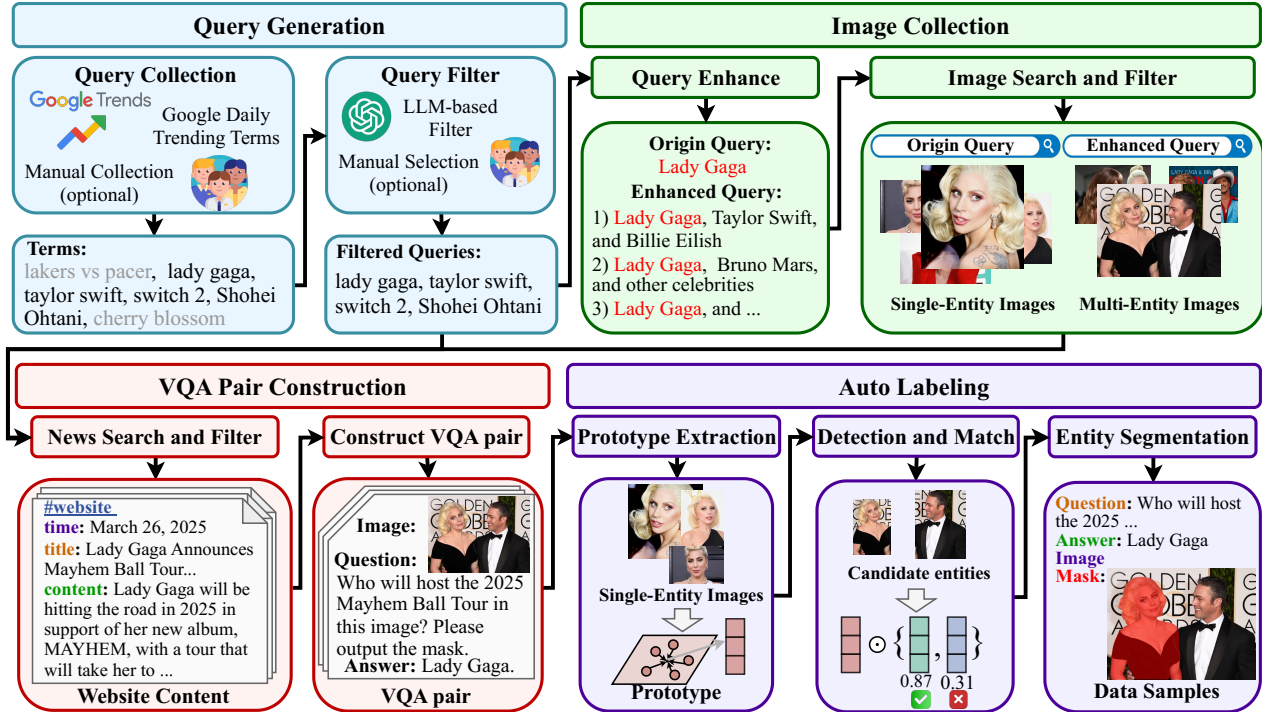 Query Generation
Image Collection
Query Collection
Google Trends
Google Daily
Trending Terms
Manual Collection
(optional)
Query Filter
LLM-based
Filter
Manual Selection
(optional)
Query Enhance
Image Search and Filter
Terms:
lakers vs pacer, lady gaga,
taylor swift, switch 2, Shohei
Ohtani, cherry blossom
Filtered Queries:
lady gaga, taylor swift,
switch 2, Shohei Ohtani
Origin Query:
Lady Gaga
Enhanced Query:
1) Lady Gaga, Taylor Swift,
and Billie Eilish
2) Lady Gaga, Bruno Mars,
and other celebrities
3) Lady Gaga, and ...
Origin Query
Enhanced Query
LADY GAGA & BRU
GOLDEN
Single-Entity Images
Multi-Entity Images
VQA Pair Construction
Auto Labeling
News Search and Filter
Construct VQA pair
Prototype Extraction
Detection and Match
Entity Segmentation
#website
time: March 26, 2025
title: Lady Gaga Announces
Mayhem Ball Tour...
content: Lady Gaga will be
hitting the road in 2025 in
support of her new album,
MAYHEM, with a tour that
will take her to ...
Website Content
Image:
GOLDEN
Question:
Who will host the 2025
Mayhem Ball Tour in
this image? Please
output the mask.
Answer: Lady Gaga.
VQA pair
Single-Entity Images
Prototype
Candidate entities
0.87
0.31
Question: Who will host
the 2025 ...
Answer: Lady Gaga
Image
Mask:
GOLDEN
Data Samples